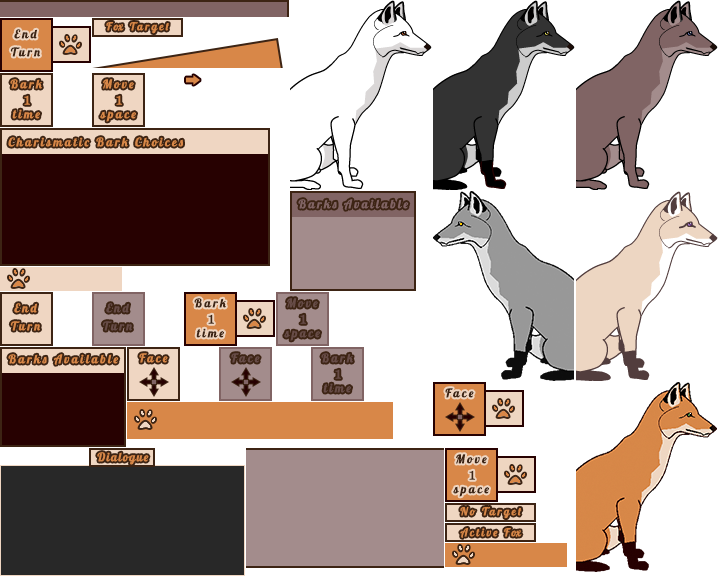 End
Turn
Fox Target
Bark
1
time
Move
1
space
Charismatic Bark Choices
Barks Available
End
Turn
End
Turn
Bark
1
time
Move
1
space
Barks Available
Face
Face
Bark
1
time
Face
Dialogue
Move
1
space
No Target
Active Fox